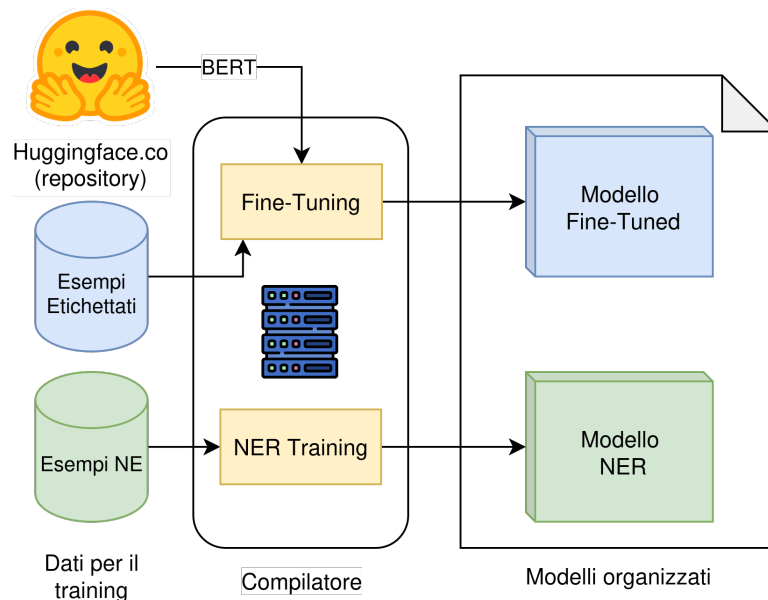 BERT
Huggingface.co
(repository)
Fine-Tuning
Modello
Fine-Tuned
Esempi
Etichettati
Esempi NE
NER Training
Modello
NER
Dati per il
training
Compilatore
Modelli organizzati